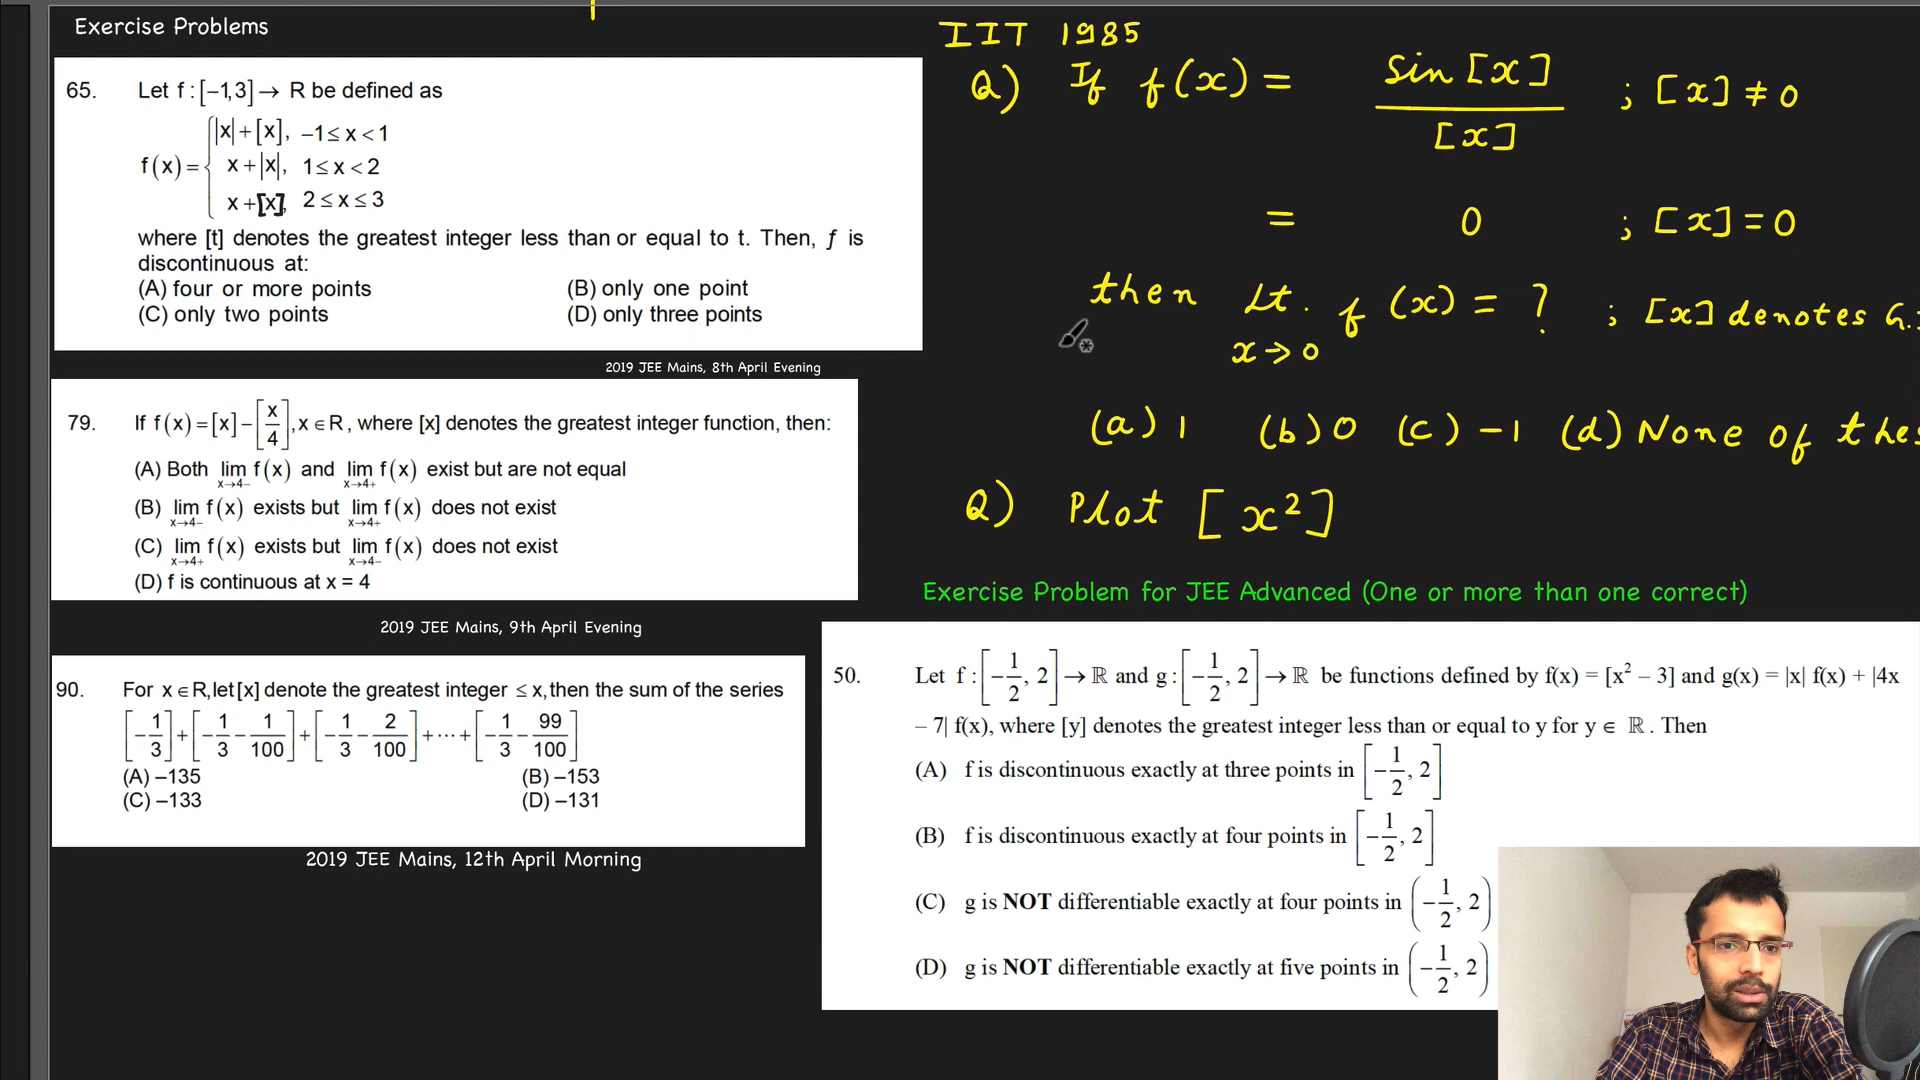 Exercise Problems
65. Let f : [−1,3] → R be defined as
f(x) = { |x| + [x], −1 ≤ x < 1
x + |x|, 1 ≤ x < 2
x + [x], 2 ≤ x ≤ 3
where [t] denotes the greatest integer less than or equal to t. Then, f is
discontinuous at:
(A) four or more points (B) only one point
(C) only two points (D) only three points
2019 JEE Mains, 8th April Evening
79. If f(x) = [x] − [x/4], x ∈ R, where [x] denotes the greatest integer function, then:
(A) Both lim x→4− f(x) and lim x→4+ f(x) exist but are not equal
(B) lim x→4− f(x) exists but lim x→4+ f(x) does not exist
(C) lim x→4+ f(x) exists but lim x→4− f(x) does not exist
(D) f is continuous at x = 4
2019 JEE Mains, 9th April Evening
90. For x ∈ R, let [x] denote the greatest integer ≤ x, then the sum of the series
[−1/3] + [−1/3 − 1/100] + [−1/3 − 2/100] + ··· + [−1/3 − 99/100]
(A) −135 (B) −153
(C) −133 (D) −131
2019 JEE Mains, 12th April Morning
IIT 1985
Q) If f(x) = sin [x] / [x] ; [x] ≠ 0
= 0 ; [x] = 0
then Lt. x→0 f(x) = ? ; [x] denotes G.
(a) 1 (b) 0 (c) −1 (d) None of
Q) Plot [x²]
Exercise Problem for JEE Advanced (One or more than one correct)
50. Let f : [−1/2, 2] → ℝ and g : [−1/2, 2] → ℝ be functions defined by f(x) = [x² – 3] and g(x) = |x| f(x) + |4x
– 7| f(x), where [y] denotes the greatest integer less than or equal to y for y ∈ ℝ. Then
(A) f is discontinuous exactly at three points in [−1/2, 2]
(B) f is discontinuous exactly at four points in [−1/2, 2]
(C) g is NOT differentiable exactly at four points in (−1/2, 2)
(D) g is NOT differentiable exactly at five points in (−1/2, 2)